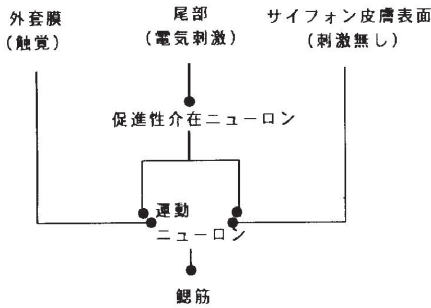 外套膜
(触覚)
尾部
(電気刺激)
サイフォン皮膚表面
(刺激無し)
促進性介在ニューロン
運動
ニューロン
鰓筋